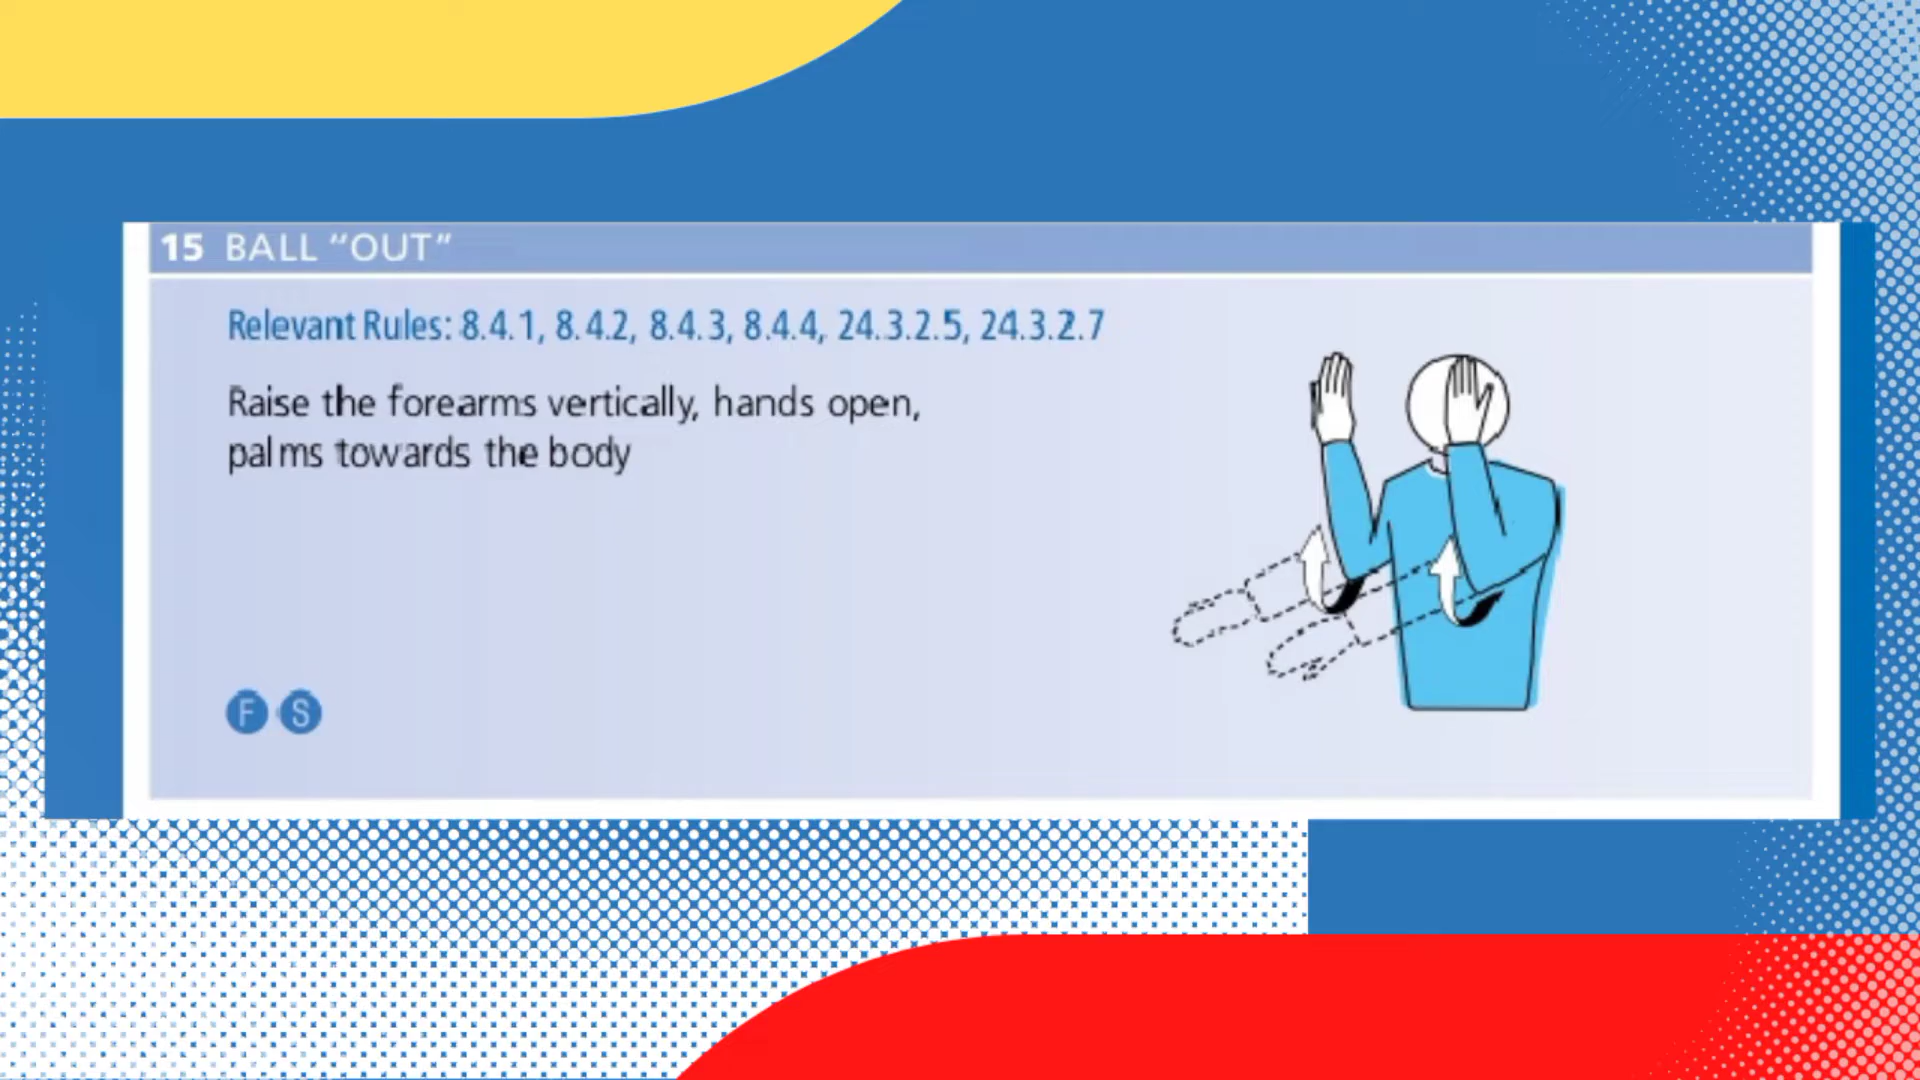 15 BALL “OUT”
Relevant Rules: 8.4.1, 8.4.2, 8.4.3, 8.4.4, 24.3.2.5, 24.3.2.7
Raise the forearms vertically, hands open,
palms towards the body
F S